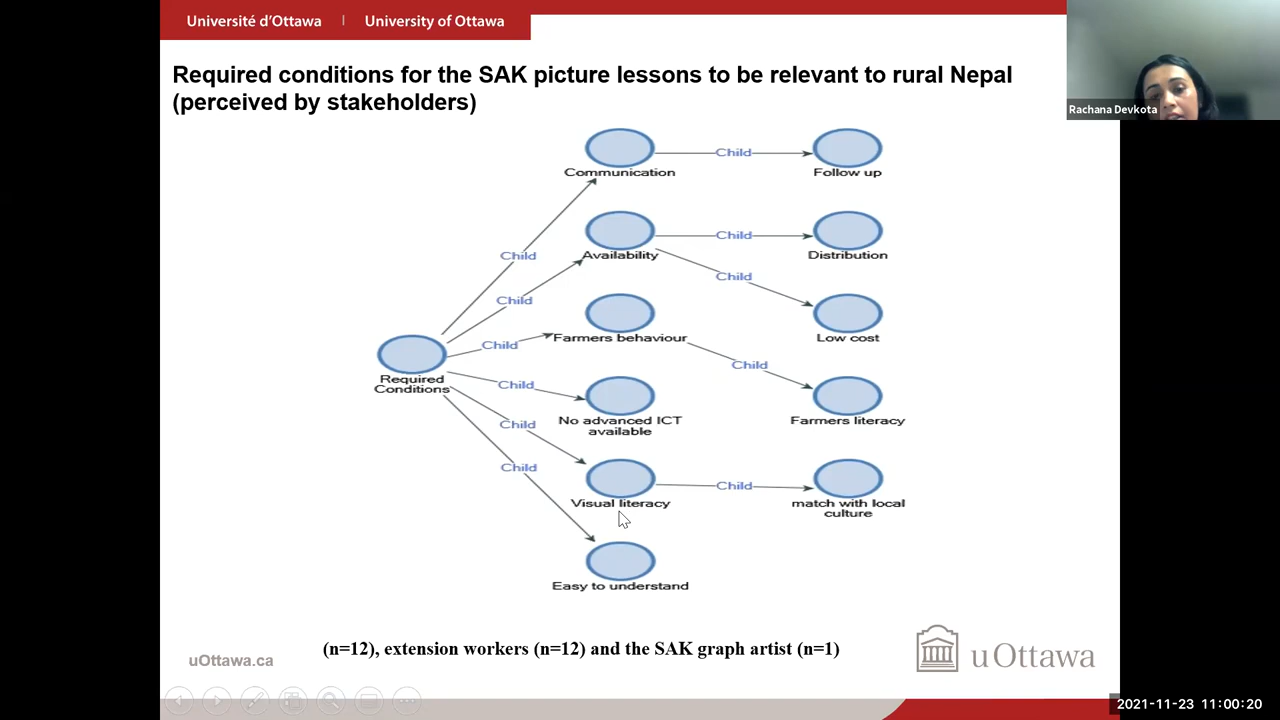 Université d'Ottawa | University of Ottawa
Rachana Devkota
Required conditions for the SAK picture lessons to be relevant to rural Nepal
(perceived by stakeholders)
Child
Communication
Follow up
Child
Child
Availability
Distribution
Child
Child
Child
Farmers behaviour
Low cost
Child
Required
Conditions
Child
No advanced ICT
available
Farmers literacy
Child
Child
Visual literacy
match with local
culture
Child
Easy to understand
(n=12), extension workers (n=12) and the SAK graph artist (n=1)
uOttawa.ca
uOttawa
2021-11-23 11:00:20